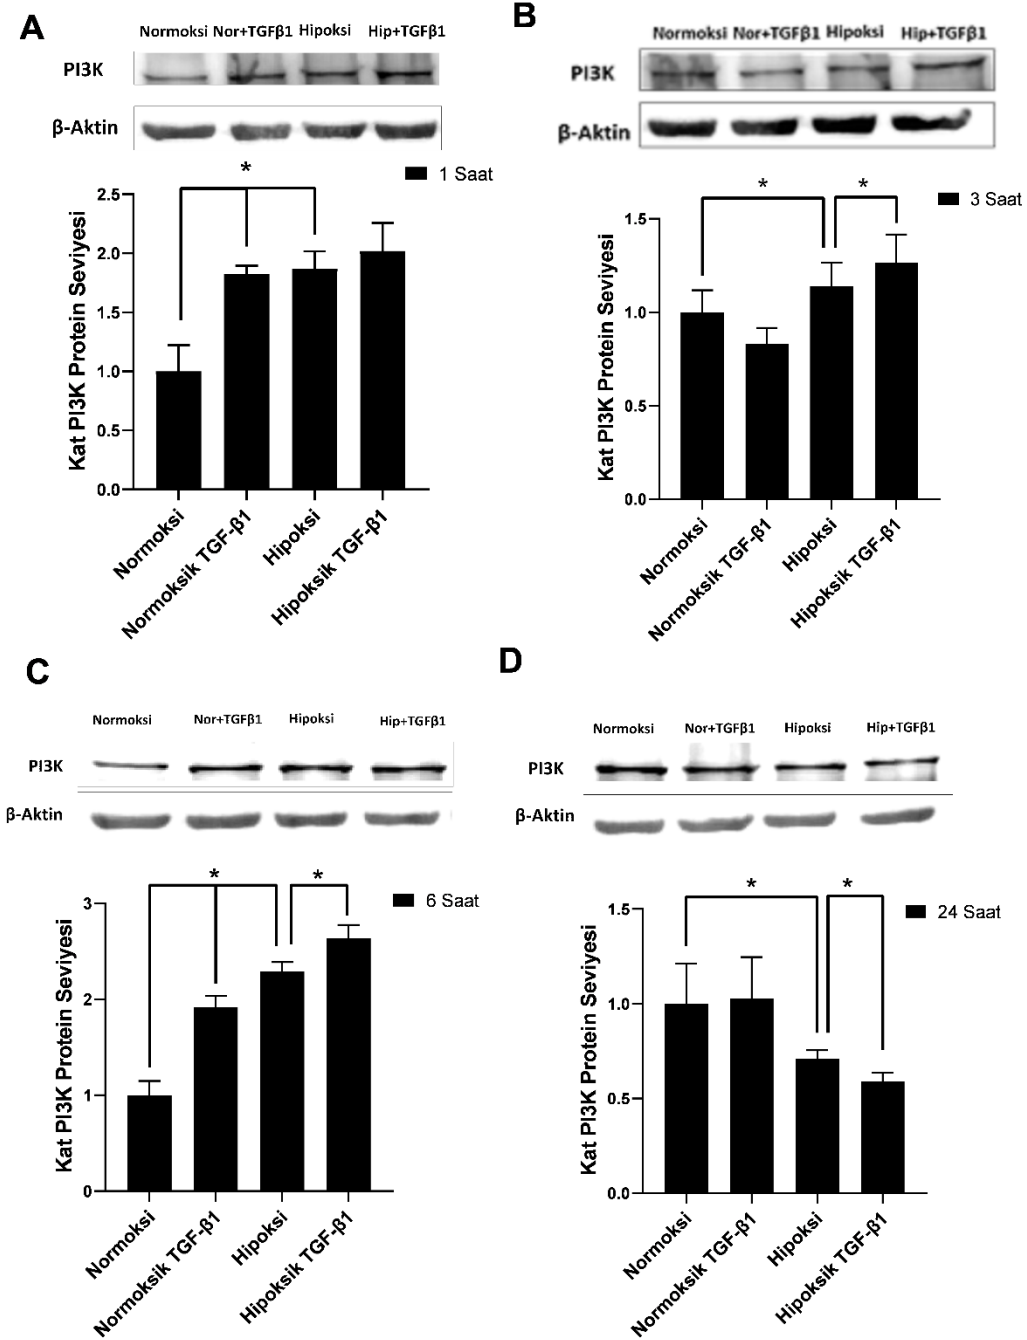 A
Normoksi Nor+TGFβ1 Hipoksi Hip+TGFβ1
PI3K
β-Aktin
*
1 Saat
Kat PI3K Protein Seviyesi
2.5
2.0
1.5
1.0
0.5
0.0
Normoksi
Normoksik TGF-β1
Hipoksi
Hipoksik TGF-β1
B
Normoksi Nor+TGFβ1 Hipoksi Hip+TGFβ1
PI3K
β-Aktin
* *
3 Saat
Kat PI3K Protein Seviyesi
1.5
1.0
0.5
0.0
Normoksi
Normoksik TGF-β1
Hipoksi
Hipoksik TGF-β1
C
Normoksi Nor+TGFβ1 Hipoksi Hip+TGFβ1
PI3K
β-Aktin
* *
6 Saat
Kat PI3K Protein Seviyesi
3
2
1
0
Normoksi
Normoksik TGF-β1
Hipoksi
Hipoksik TGF-β1
D
Normoksi Nor+TGFβ1 Hipoksi Hip+TGFβ1
PI3K
β-Aktin
* *
24 Saat
Kat PI3K Protein Seviyesi
1.5
1.0
0.5
0.0
Normoksi
Normoksik TGF-β1
Hipoksi
Hipoksik TGF-β1